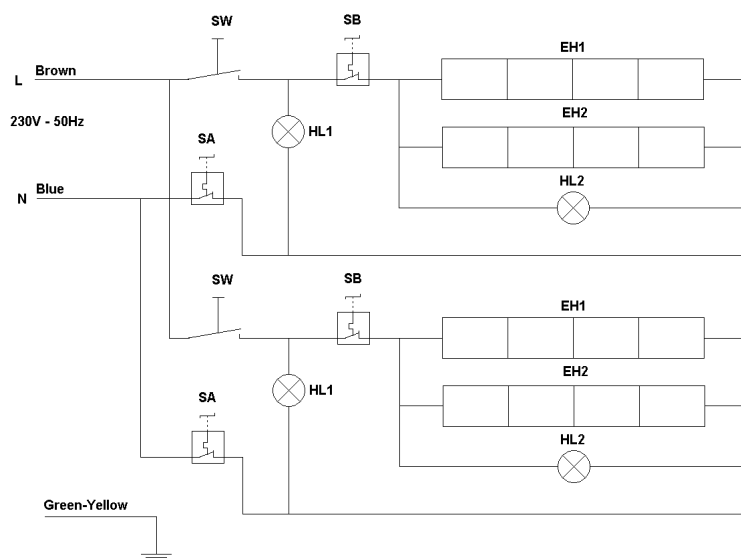 SW
SB
EH1
L
Brown
230V - 50Hz
HL1
EH2
SA
HL2
N
Blue
SW
SB
EH1
HL1
EH2
SA
HL2
Green-Yellow